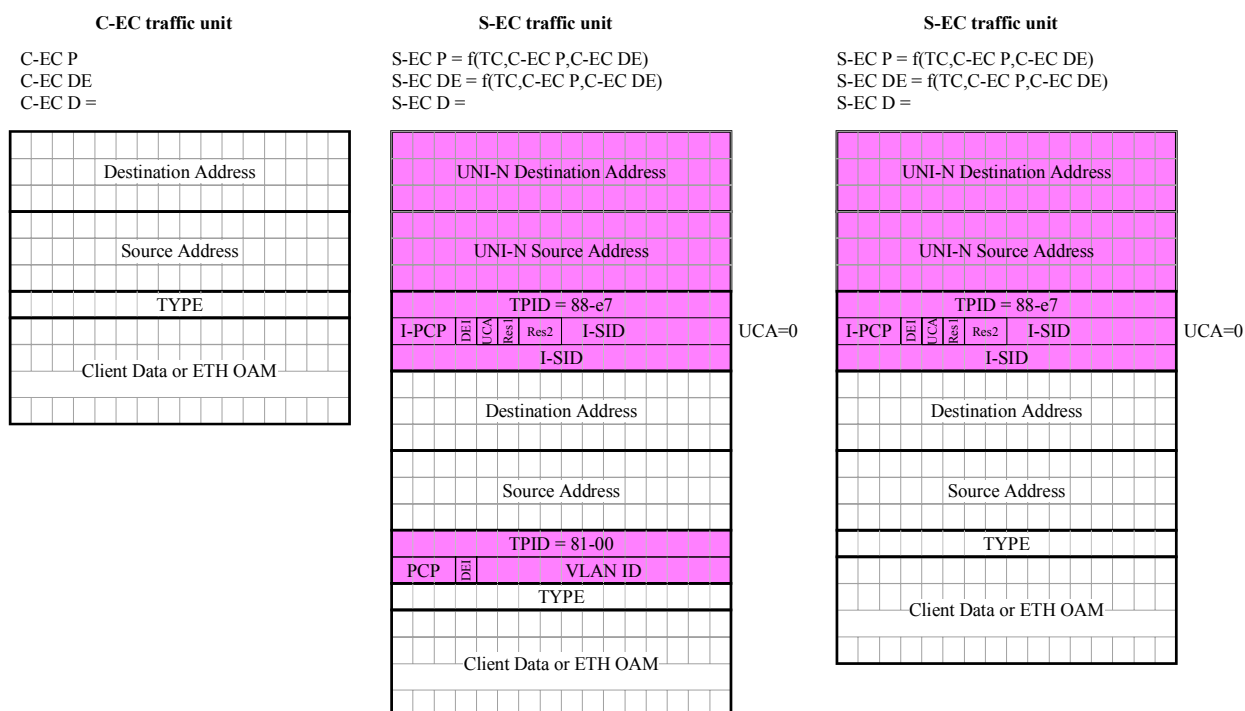 C-EC traffic unit
C-EC P
C-EC DE
C-EC D =
Destination Address
Source Address
TYPE
Client Data or ETH OAM
S-EC traffic unit
S-EC P = f(TC,C-EC P,C-EC DE)
S-EC DE = f(TC,C-EC P,C-EC DE)
S-EC D =
UNI-N Destination Address
UNI-N Source Address
TPID = 88-e7
I-PCP DEI UCA Res1 Res2 I-SID UCA=0
I-SID
Destination Address
Source Address
TPID = 81-00
PCP DEI VLAN ID
TYPE
Client Data or ETH OAM
S-EC traffic unit
S-EC P = f(TC,C-EC P,C-EC DE)
S-EC DE = f(TC,C-EC P,C-EC DE)
S-EC D =
UNI-N Destination Address
UNI-N Source Address
TPID = 88-e7
I-PCP DEI UCA Res1 Res2 I-SID UCA=0
I-SID
Destination Address
Source Address
TYPE
Client Data or ETH OAM